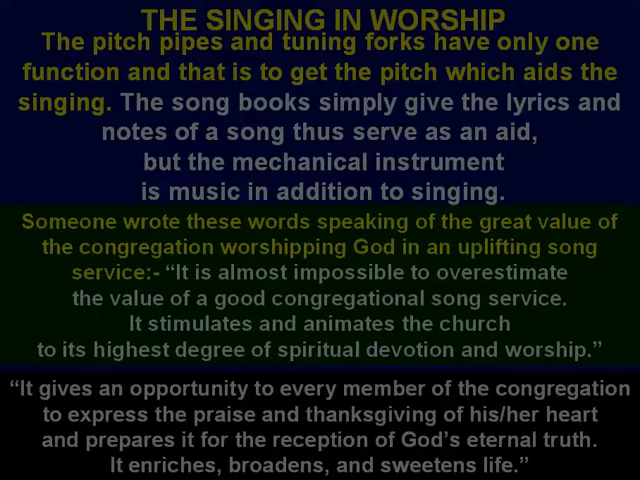 THE SINGING IN WORSHIP
The pitch pipes and tuning forks have only one
function and that is to get the pitch which aids the
singing. The song books simply give the lyrics and
notes of a song thus serve as an aid,
but the mechanical instrument
is music in addition to singing.
Someone wrote these words speaking of the great value of
the congregation worshipping God in an uplifting song
service:- “It is almost impossible to overestimate
the value of a good congregational song service.
It stimulates and animates the church
to its highest degree of spiritual devotion and worship.”
“It gives an opportunity to every member of the congregation
to express the praise and thanksgiving of his/her heart
and prepares it for the reception of God’s eternal truth.
It enriches, broadens, and sweetens life.”